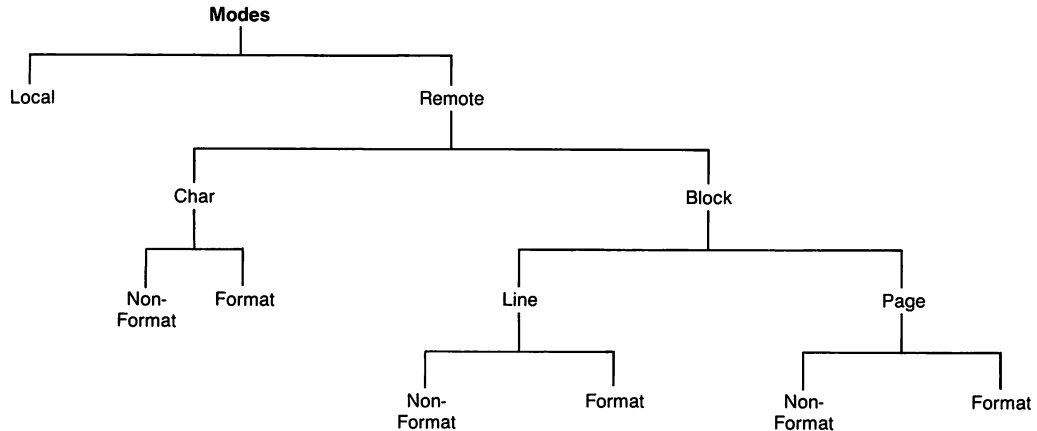 Modes
Local
Remote
Char
Block
Non-
Format
Format
Line
Page
Non-
Format
Format
Non-
Format
Format